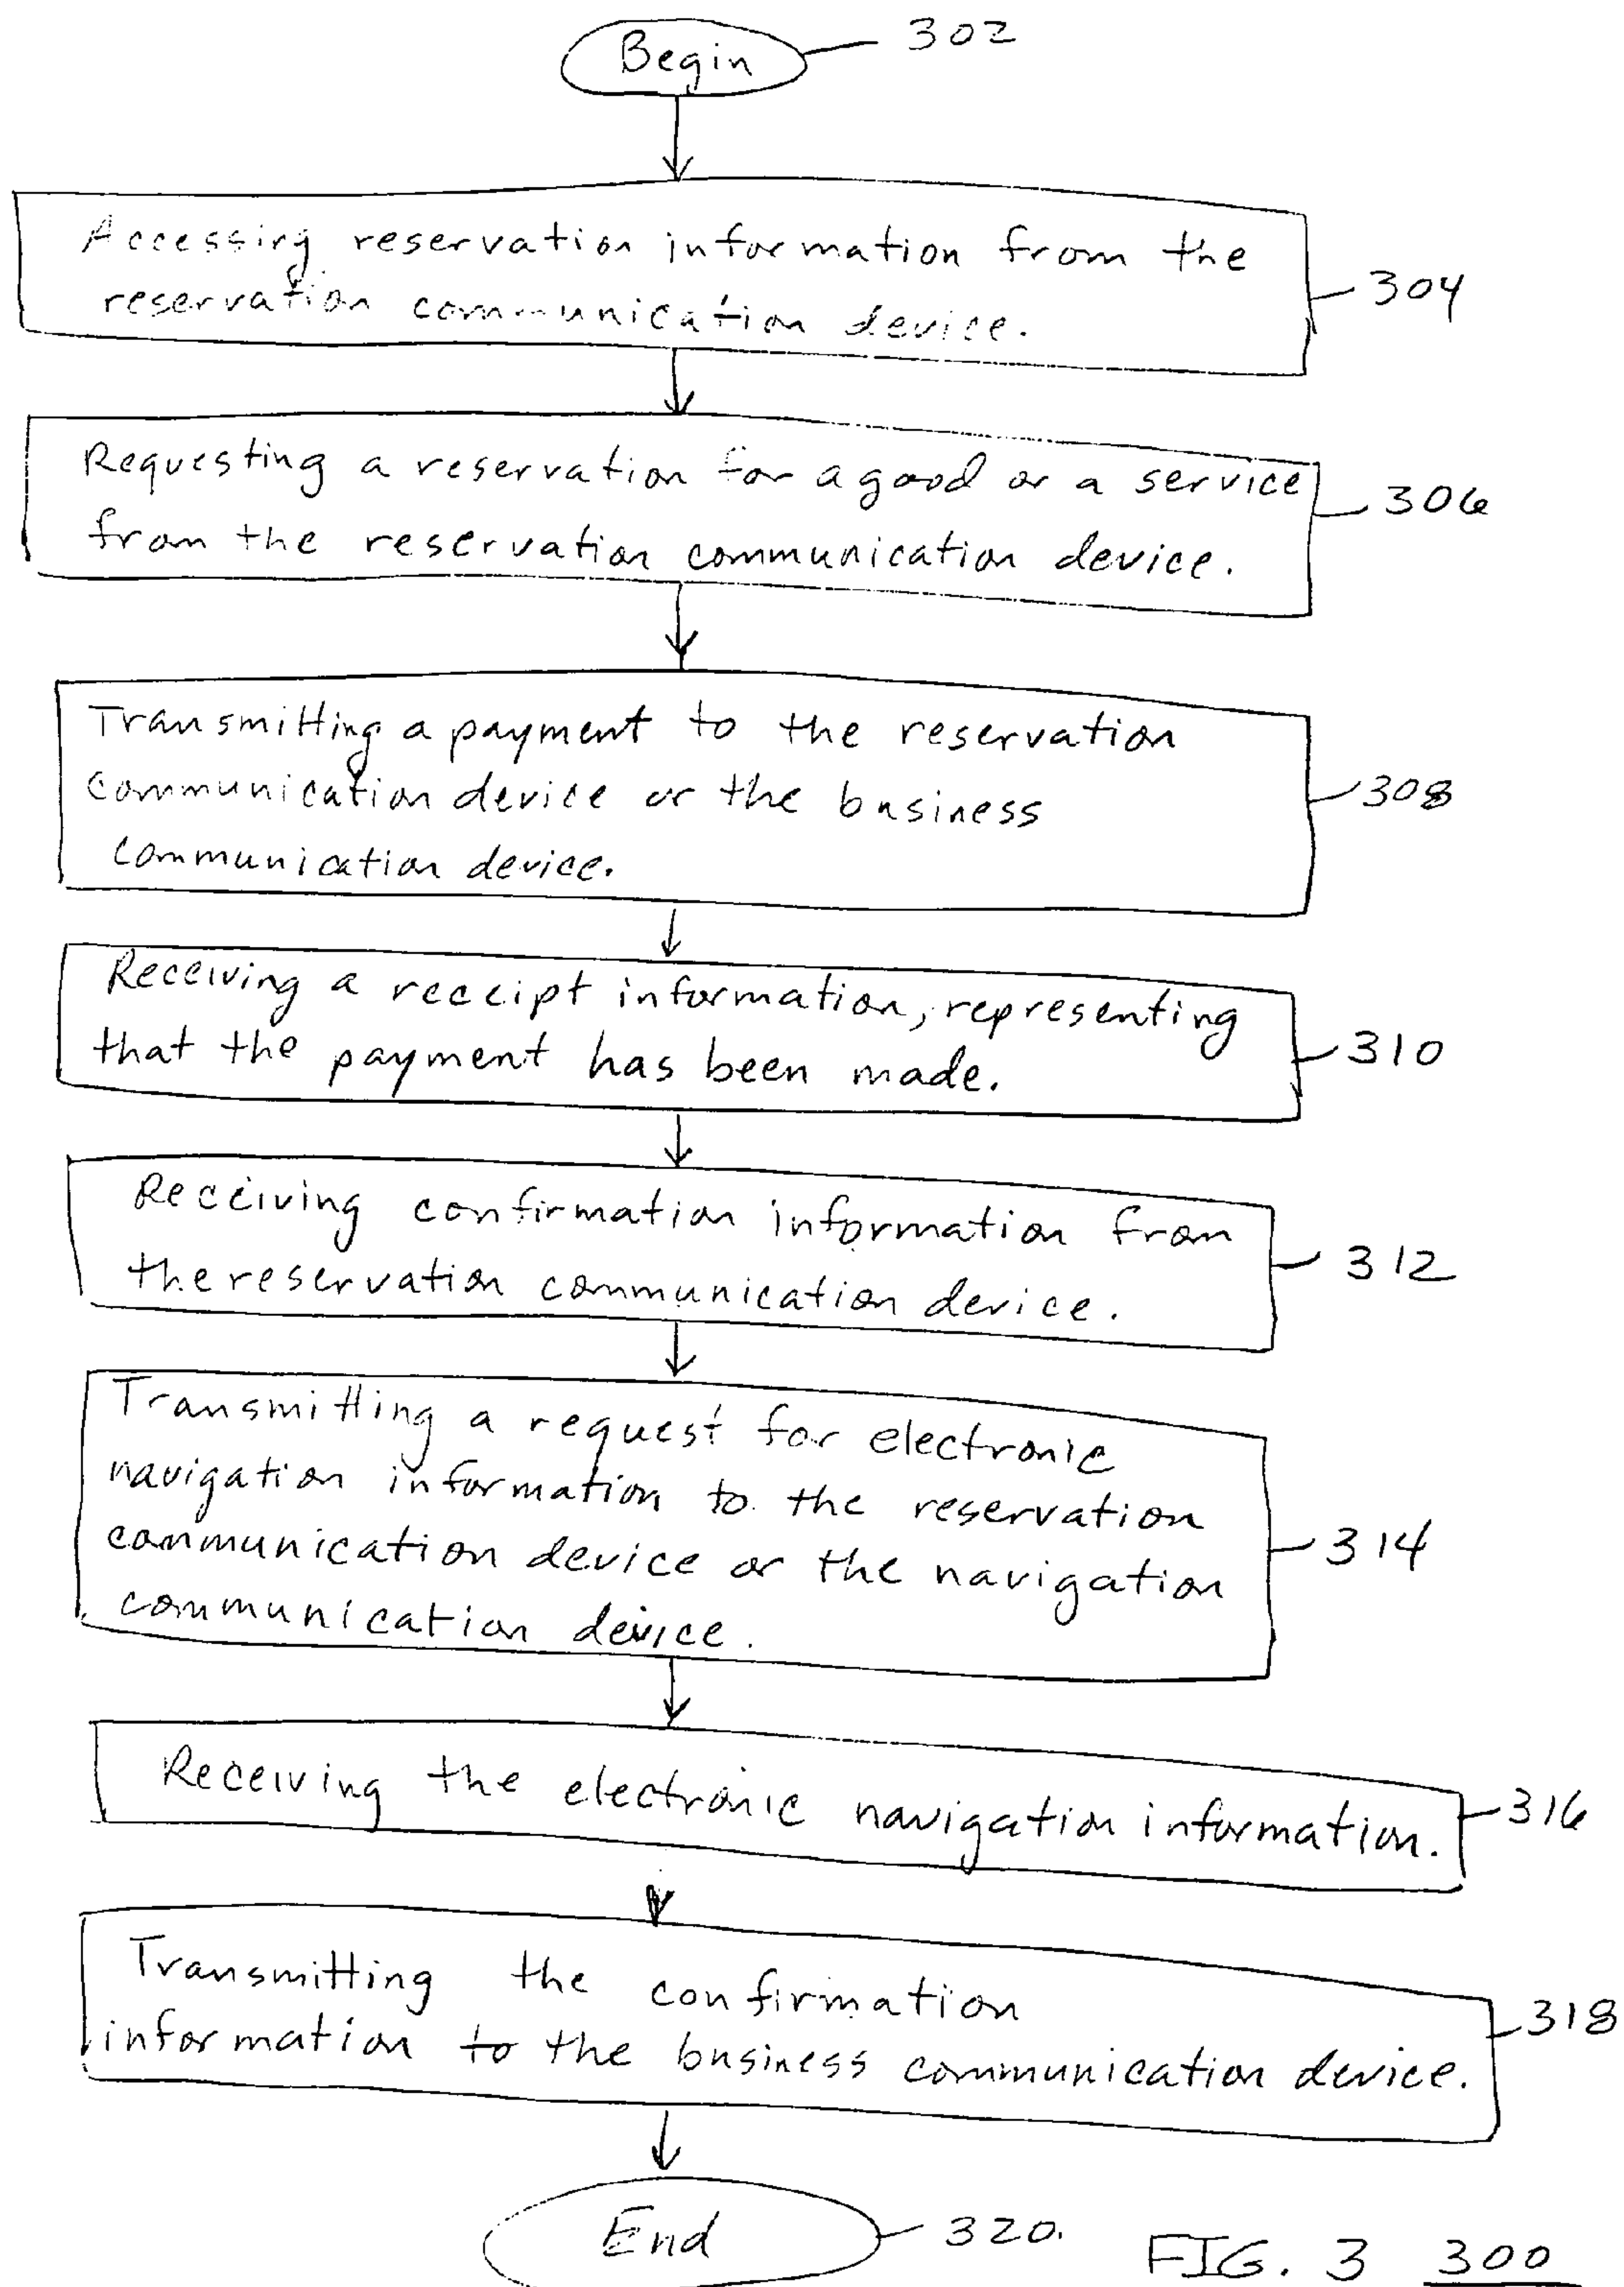 Begin 302
Accessing reservation information from the
reservation communication device. 304
Requesting a reservation for a good or a service
from the reservation communication device. 306
Transmitting a payment to the reservation
communication device or the business
communication device. 308
Receiving a receipt information, representing
that the payment has been made. 310
Receiving confirmation information from
the reservation communication device. 312
Transmitting a request for electronic
navigation information to the reservation
communication device or the navigation
communication device. 314
Receiving the electronic navigation information. 316
Transmitting the confirmation
information to the business communication device. 318
End 320.
FIG. 3 300